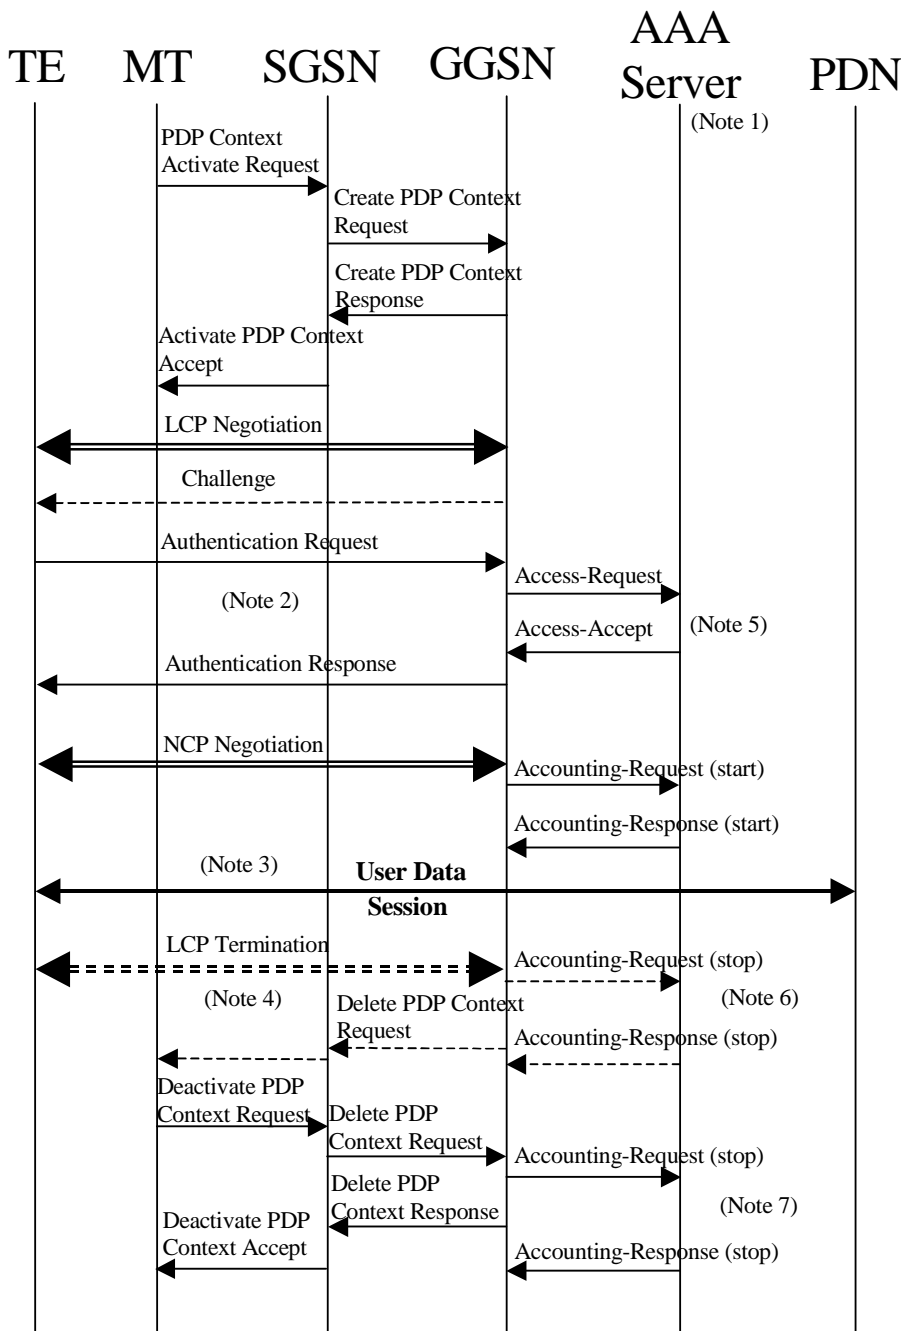 TE
MT
SGSN
GGSN
AAA
Server
PDN
(Note 1)
PDP Context
Activate Request
Create PDP Context
Request
Create PDP Context
Response
Activate PDP Context
Accept
LCP Negotiation
Challenge
Authentication Request
Access-Request
(Note 2)
Access-Accept
(Note 5)
Authentication Response
NCP Negotiation
Accounting-Request (start)
Accounting-Response (start)
(Note 3)
User Data
Session
LCP Termination
Accounting-Request (stop)
(Note 4)
(Note 6)
Delete PDP Context
Request
Accounting-Response (stop)
Deactivate PDP
Context Request
Delete PDP
Context Request
Accounting-Request (stop)
Delete PDP
Context Response
(Note 7)
Deactivate PDP
Context Accept
Accounting-Response (stop)